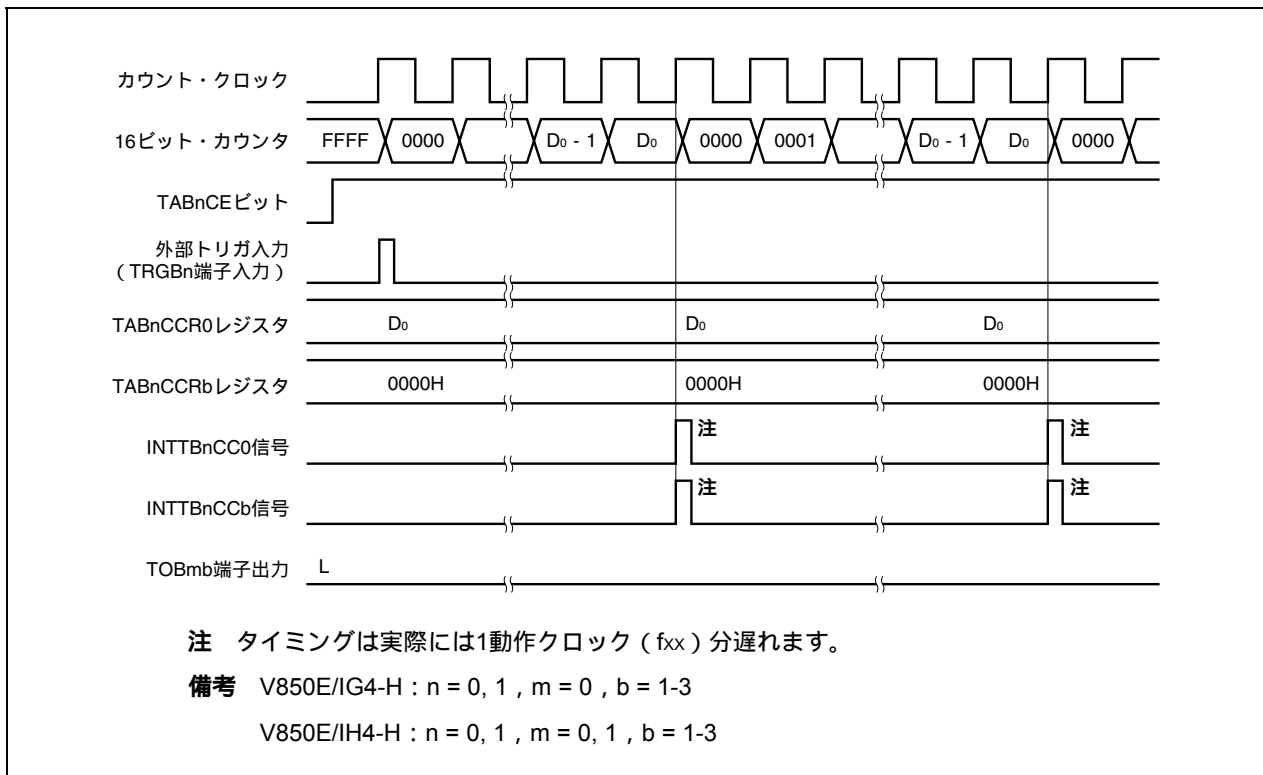 カウント・クロック
16ビット・カウンタ FFFF 0000 D0 - 1 D0 0000 0001 D0 - 1 D0 0000
TABnCEビット
外部トリガ入力
（TRGBn端子入力）
TABnCCR0レジスタ D0 D0 D0
TABnCCRbレジスタ 0000H 0000H 0000H
INTTBnCC0信号 注 注
INTTBnCCb信号 注 注
TOBmb端子出力 L
注 タイミングは実際には1動作クロック（fXX）分遅れます。
備考 V850E/IG4-H : n = 0, 1 , m = 0 , b = 1-3
V850E/IH4-H : n = 0, 1 , m = 0, 1 , b = 1-3